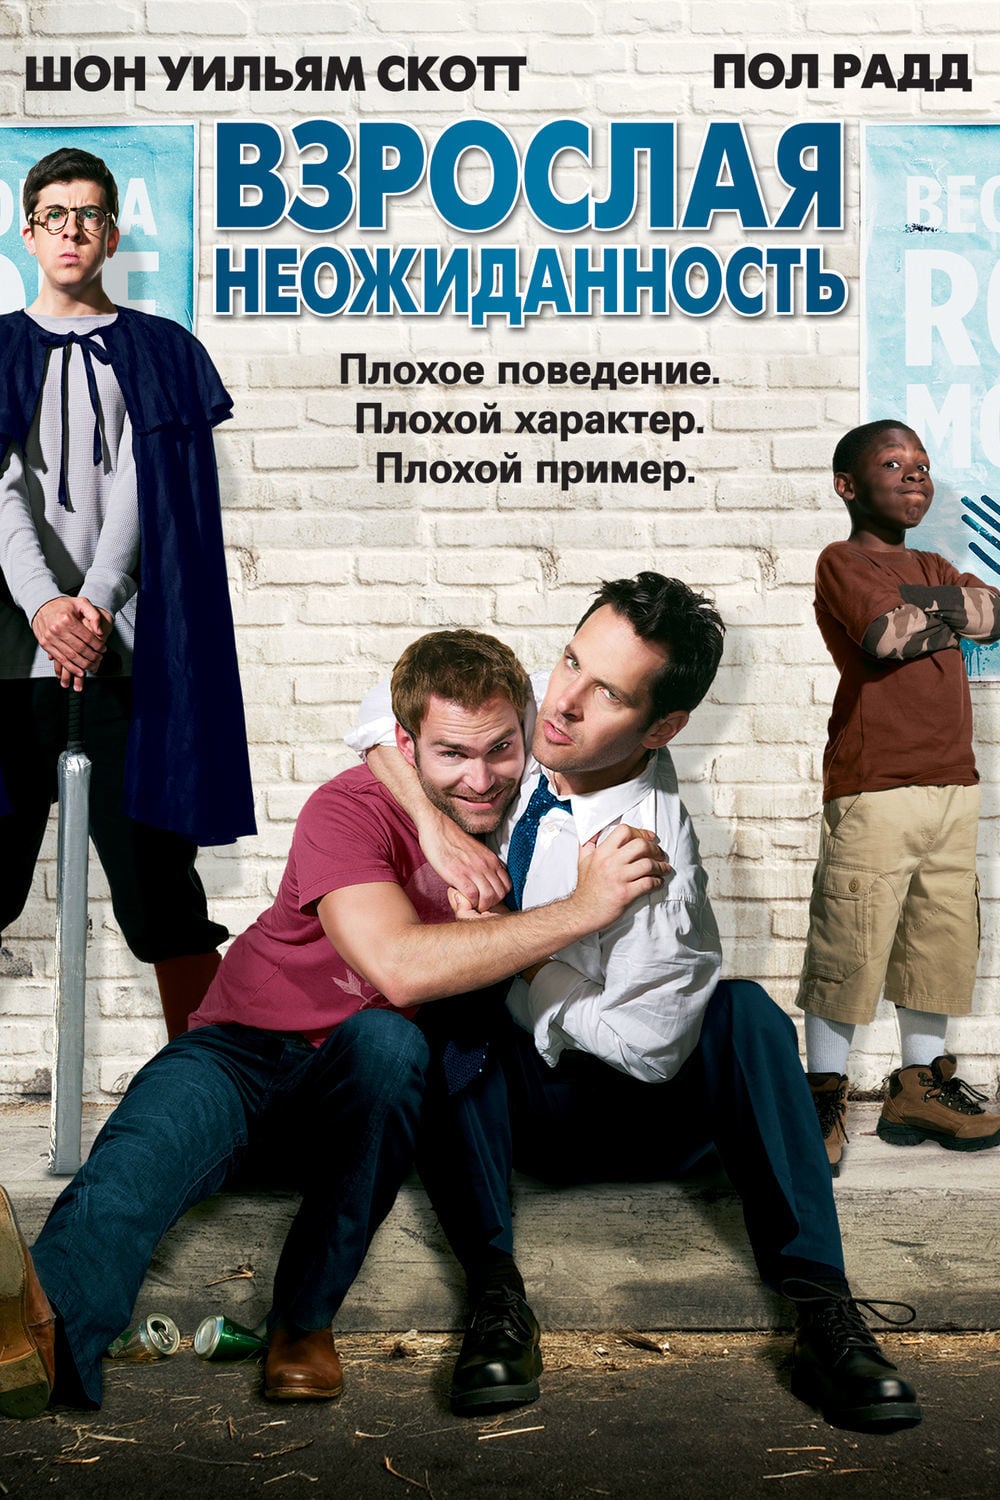 ШОН УИЛЬЯМ СКОТТ
ПОЛ РАДД
ВЗРОСЛАЯ
НЕОЖИДАННОСТЬ
Плохое поведение.
Плохой характер.
Плохой пример.